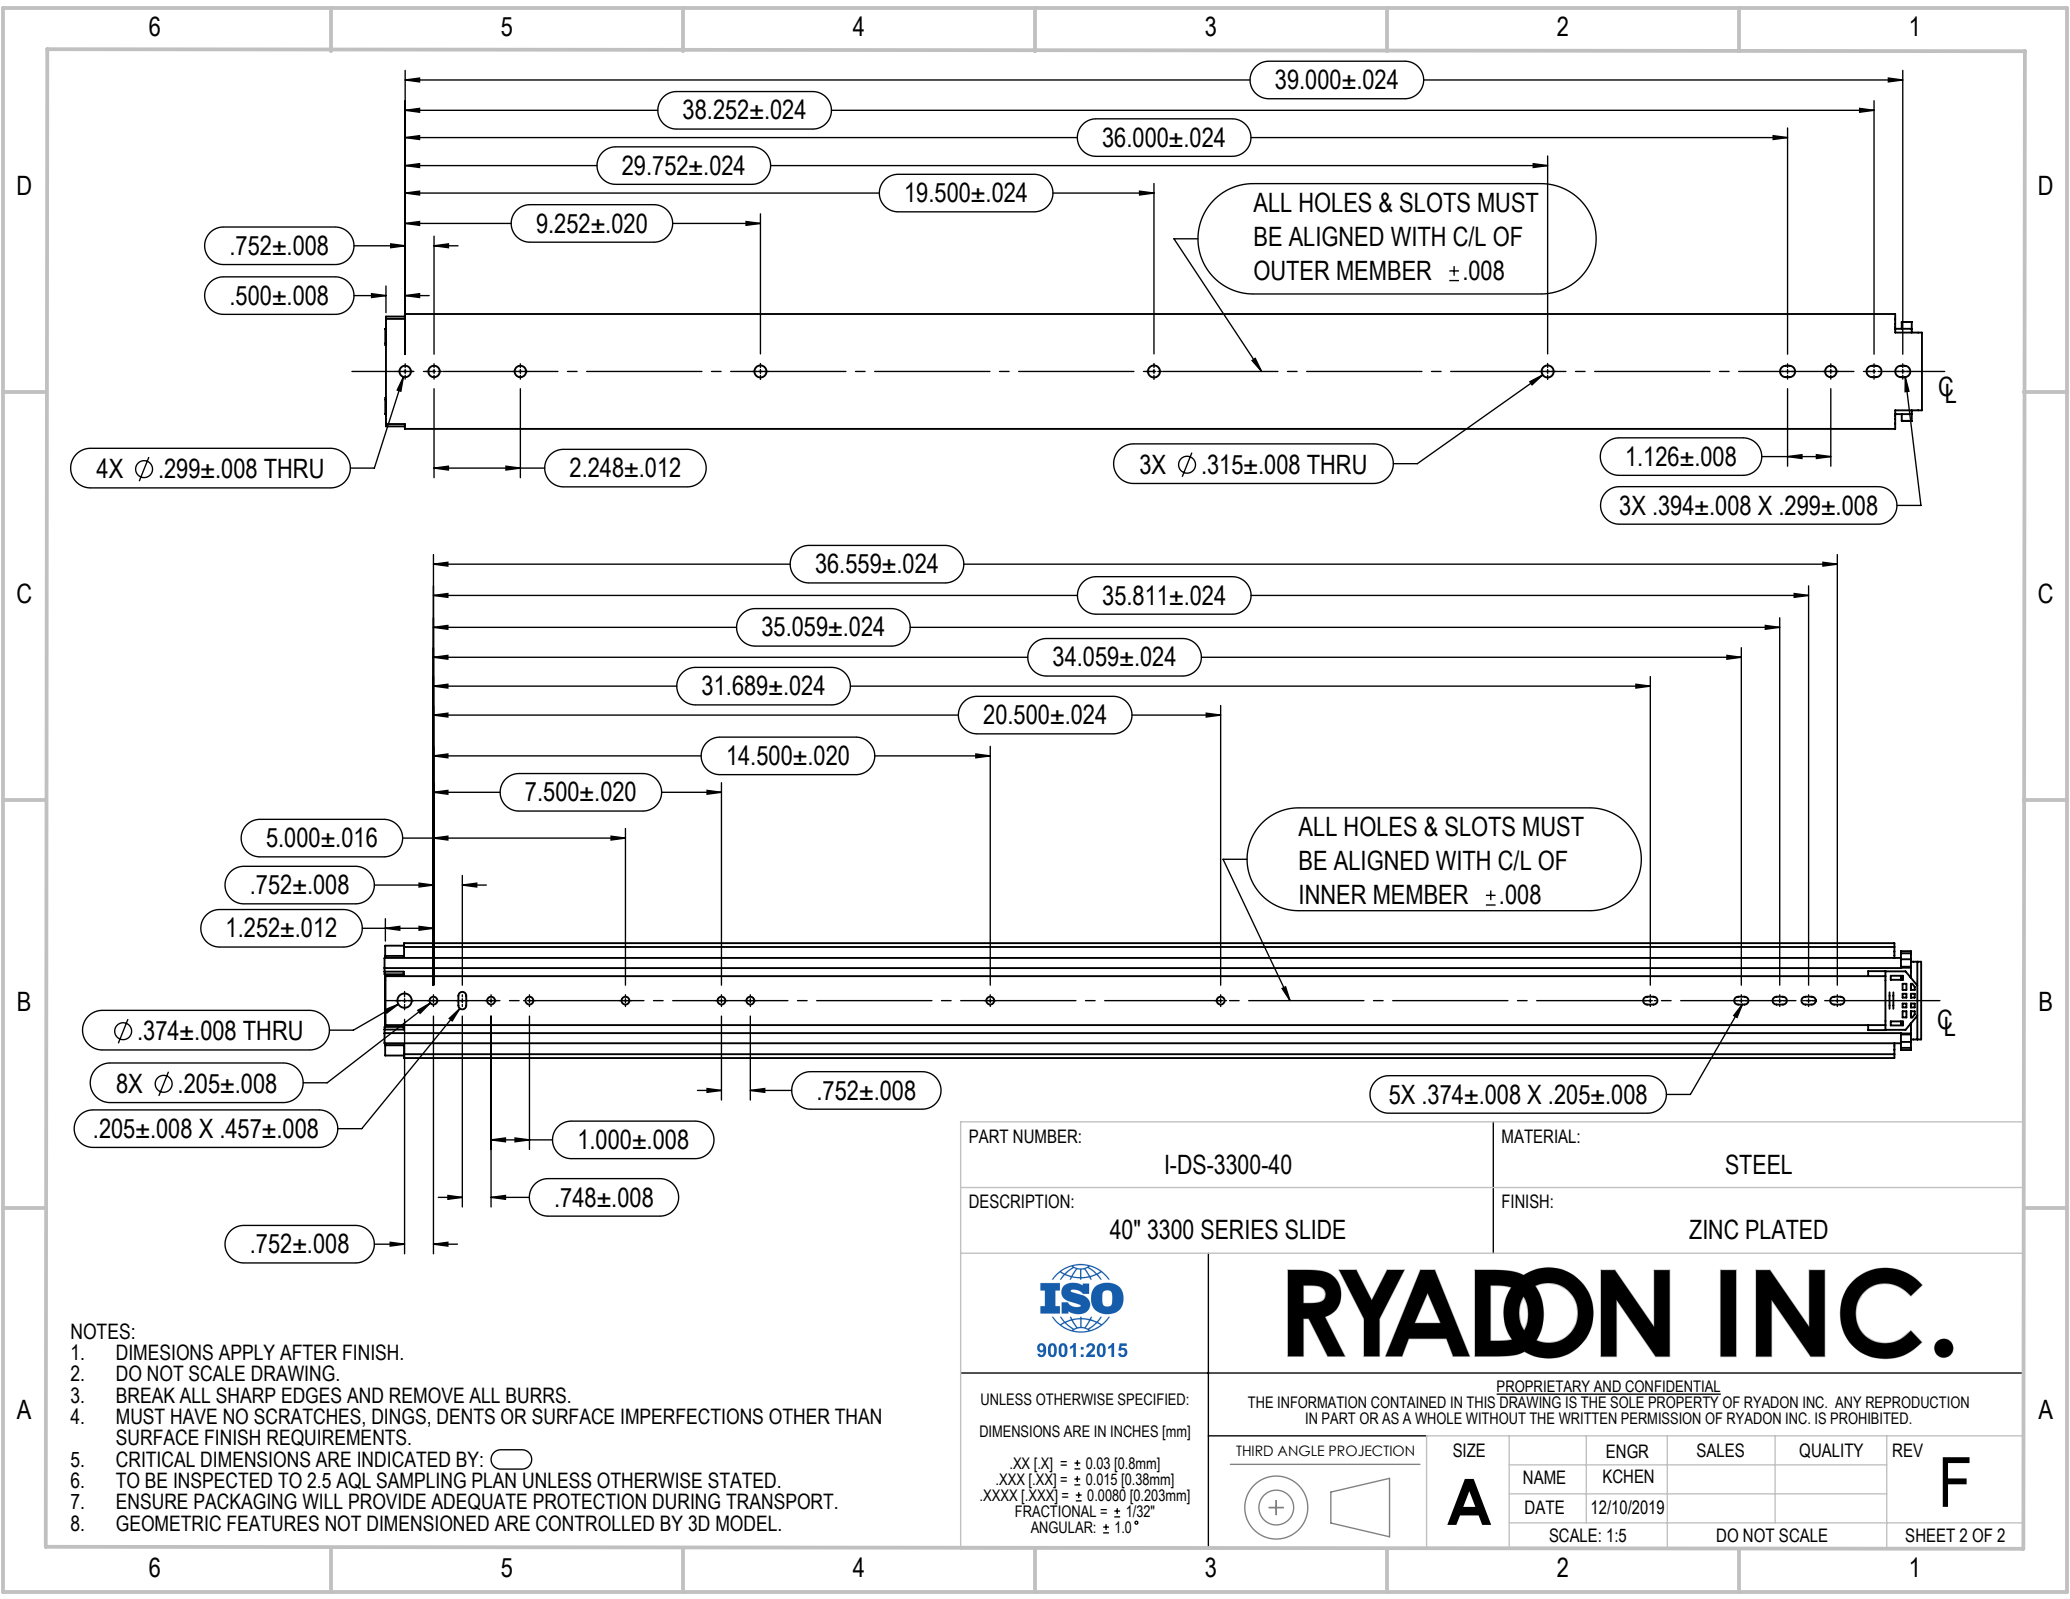 6 5 4 3 2 1
39.000±.024
38.252±.024
36.000±.024
29.752±.024
D D
19.500±.024
ALL HOLES & SLOTS MUST
BE ALIGNED WITH C/L OF
OUTER MEMBER ±.008
9.252±.020
.752±.008
.500±.008
℄
4X ∅ .299±.008 THRU
2.248±.012
3X ∅ .315±.008 THRU
1.126±.008
3X .394±.008 X .299±.008
36.559±.024
C C
35.811±.024
35.059±.024
34.059±.024
31.689±.024
20.500±.024
14.500±.020
7.500±.020
5.000±.016
ALL HOLES & SLOTS MUST
BE ALIGNED WITH C/L OF
INNER MEMBER ±.008
.752±.008
1.252±.012
B B
℄
∅ .374±.008 THRU
8X ∅ .205±.008
.205±.008 X .457±.008
.752±.008
5X .374±.008 X .205±.008
1.000±.008
.748±.008
.752±.008
PART NUMBER:
I-DS-3300-40
MATERIAL:
STEEL
DESCRIPTION:
40" 3300 SERIES SLIDE
FINISH:
ZINC PLATED
ISO
9001:2015
RYADON INC.
NOTES:
1. DIMESIONS APPLY AFTER FINISH.
2. DO NOT SCALE DRAWING.
3. BREAK ALL SHARP EDGES AND REMOVE ALL BURRS.
4. MUST HAVE NO SCRATCHES, DINGS, DENTS OR SURFACE IMPERFECTIONS OTHER THAN
SURFACE FINISH REQUIREMENTS.
5. CRITICAL DIMENSIONS ARE INDICATED BY:
6. TO BE INSPECTED TO 2.5 AQL SAMPLING PLAN UNLESS OTHERWISE STATED.
7. ENSURE PACKAGING WILL PROVIDE ADEQUATE PROTECTION DURING TRANSPORT.
8. GEOMETRIC FEATURES NOT DIMENSIONED ARE CONTROLLED BY 3D MODEL.
A A
UNLESS OTHERWISE SPECIFIED:
DIMENSIONS ARE IN INCHES [mm]
.XX [.X] = ± 0.03 [0.8mm]
.XXX [.XX] = ± 0.015 [0.38mm]
.XXXX [.XXX] = ± 0.0080 [0.203mm]
FRACTIONAL = ± 1/32"
ANGULAR: ± 1.0°
PROPRIETARY AND CONFIDENTIAL
THE INFORMATION CONTAINED IN THIS DRAWING IS THE SOLE PROPERTY OF RYADON INC. ANY REPRODUCTION
IN PART OR AS A WHOLE WITHOUT THE WRITTEN PERMISSION OF RYADON INC. IS PROHIBITED.
THIRD ANGLE PROJECTION
SIZE
A
ENGR SALES QUALITY
NAME KCHEN
DATE 12/10/2019
REV
F
SCALE: 1:5 DO NOT SCALE SHEET 2 OF 2
6 5 4 3 2 1